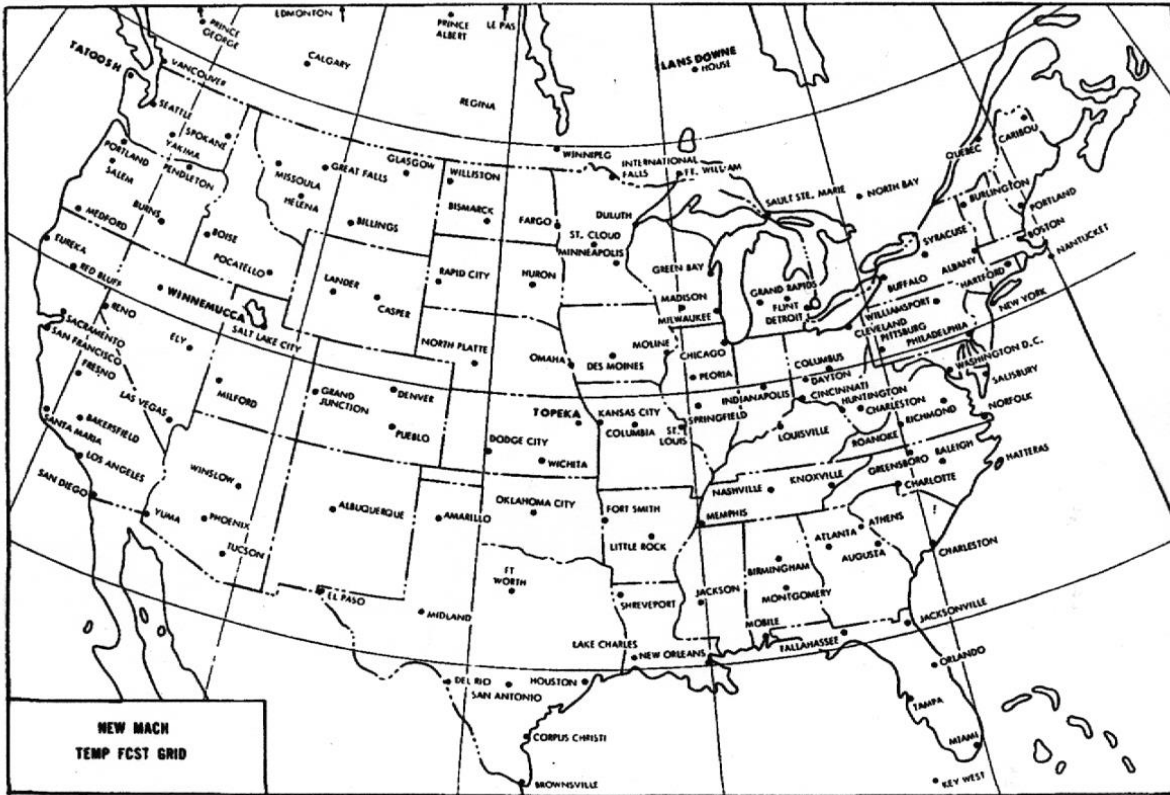 PRINCE
GEORGE
EDMONTON
PRINCE
ALBERT
LE PAS
TATOOSH
VANCOUVER
CALGARY
REGINA
LANS DOWNE
HOUSE
SEATTLE
SPOKANE
YAKIMA
PORTLAND
PENDLETON
SALEM
MISSOULA
GREAT FALLS
GLASGOW
HELENA
WILLISTON
WINNIPEG
INTERNATIONAL
FALLS
FT. WILLIAM
SAULT STE. MARIE
NORTH BAY
QUEBEC
CARIBOU
BURLINGTON
PORTLAND
MEDFORD
BURNS
BOISE
BILLINGS
BISMARCK
FARGO
DULUTH
ST. CLOUD
MINNEAPOLIS
SYRACUSE
BOSTON
NANTUCKET
EUREKA
RED BLUFF
POCATELLO
LANDER
CASPER
RAPID CITY
HURON
GREEN BAY
MADISON
MILWAUKEE
GRAND RAPIDS
FLINT
DETROIT
BUFFALO
ALBANY
HARTFORD
WILLIAMSPORT
NEW YORK
WINNEMUCCA
RENO
SALT LAKE CITY
SACRAMENTO
SAN FRANCISCO
ELY
NORTH PLATTE
OMAHA
DES MOINES
MOLINE
CHICAGO
PEORIA
CLEVELAND
PITTSBURG
PHILADELPHIA
WASHINGTON D.C.
SALISBURY
FRESNO
LAS VEGAS
MILFORD
GRAND
JUNCTION
DENVER
PUEBLO
TOPEKA
KANSAS CITY
COLUMBIA
ST.
LOUIS
SPRINGFIELD
INDIANAPOLIS
COLUMBUS
DAYTON
CINCINNATI
HUNTINGTON
CHARLESTON
RICHMOND
NORFOLK
BAKERSFIELD
SANTA MARIA
LOS ANGELES
SAN DIEGO
WINSLOW
DODGE CITY
WICHITA
LOUISVILLE
ROANOKE
GREENSBORO
RALEIGH
HATTERAS
YUMA
PHOENIX
TUCSON
ALBUQUERQUE
AMARILLO
OKLAHOMA CITY
FORT SMITH
LITTLE ROCK
MEMPHIS
NASHVILLE
KNOXVILLE
CHARLOTTE
ATLANTA
ATHENS
AUGUSTA
CHARLESTON
EL PASO
MIDLAND
FT
WORTH
SHREVEPORT
JACKSON
BIRMINGHAM
MONTGOMERY
MOBILE
FALLAHASSEE
JACKSONVILLE
LAKE CHARLES
NEW ORLEANS
ORLANDO
DEL RIO
SAN ANTONIO
HOUSTON
TAMPA
CORPUS CHRISTI
MIAMI
BROWNSVILLE
KEY WEST
NEW MACH
TEMP FCST GRID